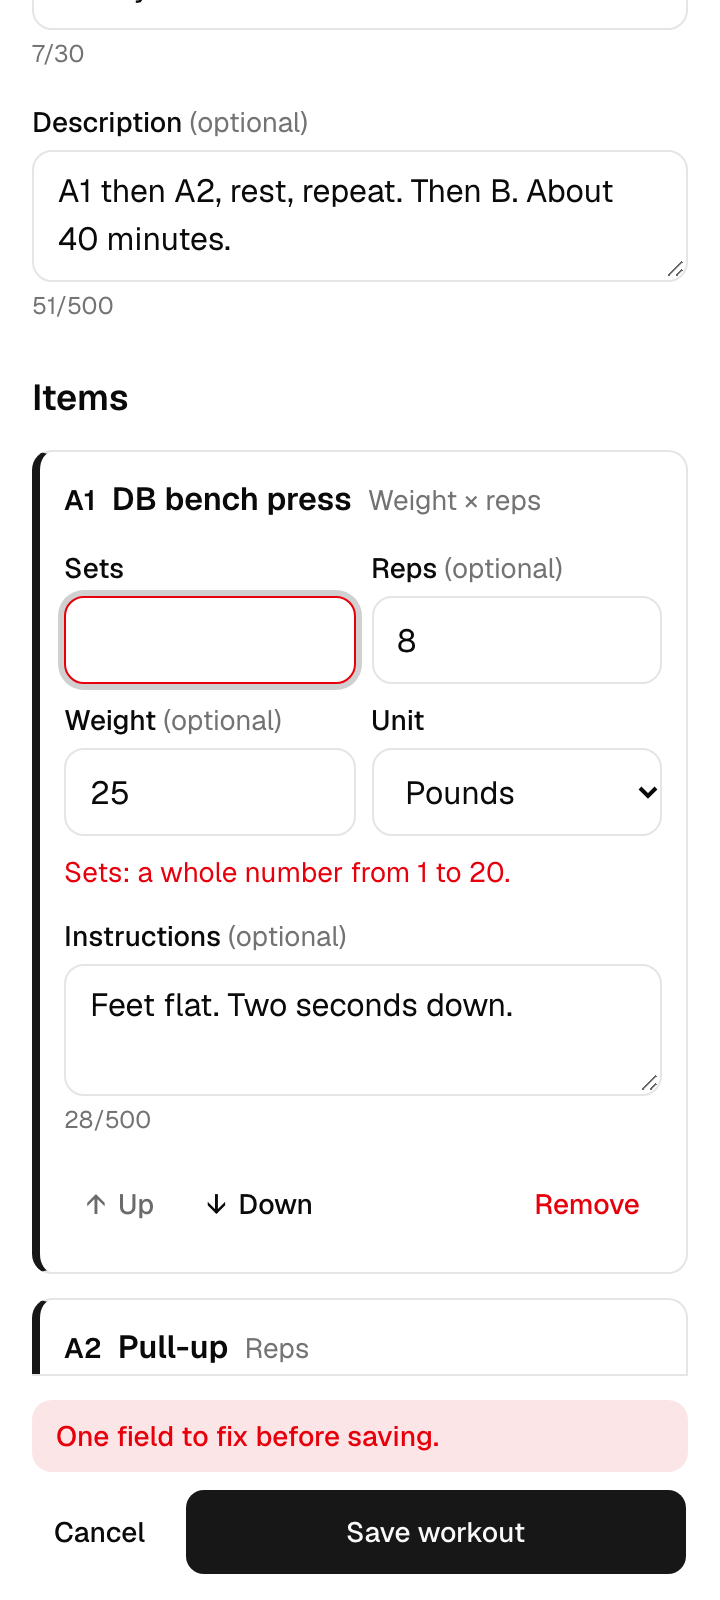 7/30
Description (optional)
A1 then A2, rest, repeat. Then B. About
40 minutes.
51/500
Items
A1 DB bench press Weight × reps
Sets Reps (optional)
8
Weight (optional) Unit
25 Pounds
Sets: a whole number from 1 to 20.
Instructions (optional)
Feet flat. Two seconds down.
28/500
↑ Up ↓ Down Remove
A2 Pull-up Reps
One field to fix before saving.
Cancel Save workout